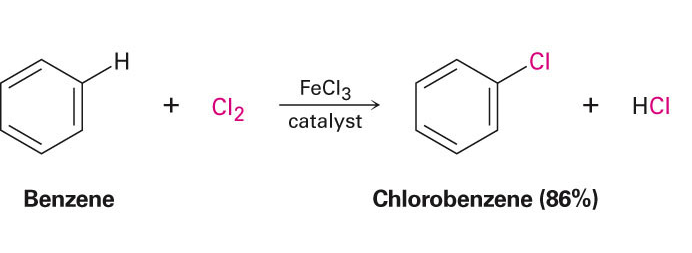 H
Cl
FeCl₃
+ Cl₂ + HCl
catalyst
Benzene Chlorobenzene (86%)